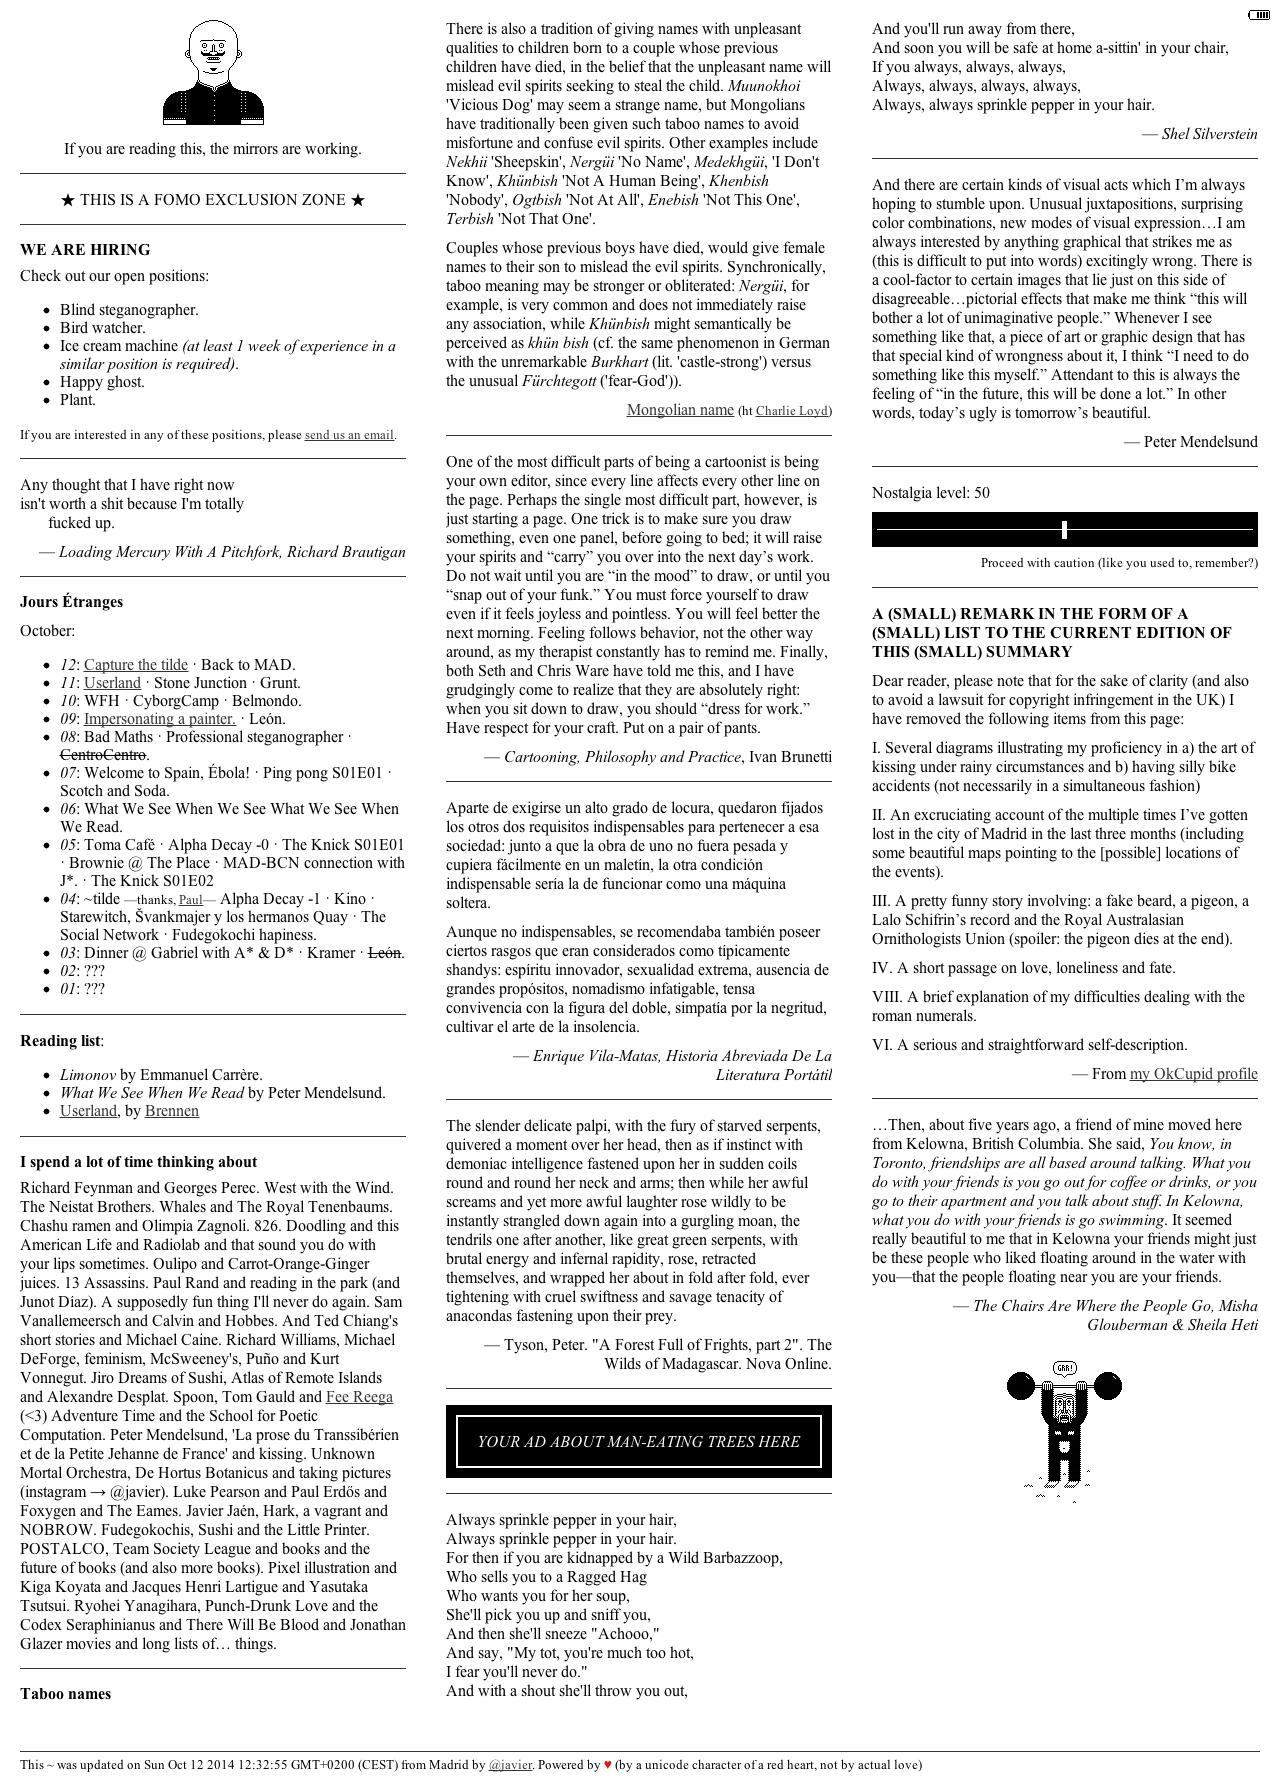 If you are reading this, the mirrors are working.
★ THIS IS A FOMO EXCLUSION ZONE ★
WE ARE HIRING
Check out our open positions:
• Blind steganographer.
• Bird watcher.
• Ice cream machine (at least 1 week of experience in a
similar position is required).
• Happy ghost.
• Plant.
If you are interested in any of these positions, please send us an email.
Any thought that I have right now
isn't worth a shit because I'm totally
fucked up.
— Loading Mercury With A Pitchfork, Richard Brautigan
Jours Étranges
October:
• 12: Capture the tilde · Back to MAD.
• 11: Userland · Stone Junction · Grunt.
• 10: WFH · CyborgCamp · Belmondo.
• 09: Impersonating a painter. · León.
• 08: Bad Maths · Professional steganographer ·
CentroCentro.
• 07: Welcome to Spain, Ébola! · Ping pong S01E01 ·
Scotch and Soda.
• 06: What We See When We See What We See When
We Read.
• 05: Toma Café · Alpha Decay -0 · The Knick S01E01
· Brownie @ The Place · MAD-BCN connection with
J*. · The Knick S01E02
• 04: ~tilde —thanks, Paul— Alpha Decay -1 · Kino ·
Starewitch, Švankmajer y los hermanos Quay · The
Social Network · Fudegokochi hapiness.
• 03: Dinner @ Gabriel with A* & D* · Kramer · León.
• 02: ???
• 01: ???
Reading list:
• Limonov by Emmanuel Carrère.
• What We See When We Read by Peter Mendelsund.
• Userland, by Brennen
I spend a lot of time thinking about
Richard Feynman and Georges Perec. West with the Wind.
The Neistat Brothers. Whales and The Royal Tenenbaums.
Chashu ramen and Olimpia Zagnoli. 826. Doodling and this
American Life and Radiolab and that sound you do with
your lips sometimes. Oulipo and Carrot-Orange-Ginger
juices. 13 Assassins. Paul Rand and reading in the park (and
Junot Díaz). A supposedly fun thing I'll never do again. Sam
Vanallemeersch and Calvin and Hobbes. And Ted Chiang's
short stories and Michael Caine. Richard Williams, Michael
DeForge, feminism, McSweeney's, Puño and Kurt
Vonnegut. Jiro Dreams of Sushi, Atlas of Remote Islands
and Alexandre Desplat. Spoon, Tom Gauld and Fee Reega
(<3) Adventure Time and the School for Poetic
Computation. Peter Mendelsund, 'La prose du Transsibérien
et de la Petite Jehanne de France' and kissing. Unknown
Mortal Orchestra, De Hortus Botanicus and taking pictures
(instagram → @javier). Luke Pearson and Paul Erdös and
Foxygen and The Eames. Javier Jaén, Hark, a vagrant and
NOBROW. Fudegokochis, Sushi and the Little Printer.
POSTALCO, Team Society League and books and the
future of books (and also more books). Pixel illustration and
Kiga Koyata and Jacques Henri Lartigue and Yasutaka
Tsutsui. Ryohei Yanagihara, Punch-Drunk Love and the
Codex Seraphinianus and There Will Be Blood and Jonathan
Glazer movies and long lists of… things.
Taboo names
There is also a tradition of giving names with unpleasant
qualities to children born to a couple whose previous
children have died, in the belief that the unpleasant name will
mislead evil spirits seeking to steal the child. Muunokhoi
'Vicious Dog' may seem a strange name, but Mongolians
have traditionally been given such taboo names to avoid
misfortune and confuse evil spirits. Other examples include
Nekhii 'Sheepskin', Nergüi 'No Name', Medekhgüi, 'I Don't
Know', Khünbish 'Not A Human Being', Khenbish
'Nobody', Ogtbish 'Not At All', Enebish 'Not This One',
Terbish 'Not That One'.
Couples whose previous boys have died, would give female
names to their son to mislead the evil spirits. Synchronically,
taboo meaning may be stronger or obliterated: Nergüi, for
example, is very common and does not immediately raise
any association, while Khünbish might semantically be
perceived as khün bish (cf. the same phenomenon in German
with the unremarkable Burkhart (lit. 'castle-strong') versus
the unusual Fürchtegott ('fear-God')).
Mongolian name (ht Charlie Loyd)
One of the most difficult parts of being a cartoonist is being
your own editor, since every line affects every other line on
the page. Perhaps the single most difficult part, however, is
just starting a page. One trick is to make sure you draw
something, even one panel, before going to bed; it will raise
your spirits and “carry” you over into the next day’s work.
Do not wait until you are “in the mood” to draw, or until you
“snap out of your funk.” You must force yourself to draw
even if it feels joyless and pointless. You will feel better the
next morning. Feeling follows behavior, not the other way
around, as my therapist constantly has to remind me. Finally,
both Seth and Chris Ware have told me this, and I have
grudgingly come to realize that they are absolutely right:
when you sit down to draw, you should “dress for work.”
Have respect for your craft. Put on a pair of pants.
— Cartooning, Philosophy and Practice, Ivan Brunetti
Aparte de exigirse un alto grado de locura, quedaron fijados
los otros dos requisitos indispensables para pertenecer a esa
sociedad: junto a que la obra de uno no fuera pesada y
cupiera fácilmente en un maletín, la otra condición
indispensable sería la de funcionar como una máquina
soltera.
Aunque no indispensables, se recomendaba también poseer
ciertos rasgos que eran considerados como típicamente
shandys: espíritu innovador, sexualidad extrema, ausencia de
grandes propósitos, nomadismo infatigable, tensa
convivencia con la figura del doble, simpatía por la negritud,
cultivar el arte de la insolencia.
— Enrique Vila-Matas, Historia Abreviada De La
Literatura Portátil
The slender delicate palpi, with the fury of starved serpents,
quivered a moment over her head, then as if instinct with
demoniac intelligence fastened upon her in sudden coils
round and round her neck and arms; then while her awful
screams and yet more awful laughter rose wildly to be
instantly strangled down again into a gurgling moan, the
tendrils one after another, like great green serpents, with
brutal energy and infernal rapidity, rose, retracted
themselves, and wrapped her about in fold after fold, ever
tightening with cruel swiftness and savage tenacity of
anacondas fastening upon their prey.
— Tyson, Peter. "A Forest Full of Frights, part 2". The
Wilds of Madagascar. Nova Online.
YOUR AD ABOUT MAN-EATING TREES HERE
Always sprinkle pepper in your hair,
Always sprinkle pepper in your hair.
For then if you are kidnapped by a Wild Barbazzoop,
Who sells you to a Ragged Hag
Who wants you for her soup,
She'll pick you up and sniff you,
And then she'll sneeze "Achooo,"
And say, "My tot, you're much too hot,
I fear you'll never do."
And with a shout she'll throw you out,
And you'll run away from there,
And soon you will be safe at home a-sittin' in your chair,
If you always, always, always,
Always, always, always, always,
Always, always sprinkle pepper in your hair.
— Shel Silverstein
And there are certain kinds of visual acts which I’m always
hoping to stumble upon. Unusual juxtapositions, surprising
color combinations, new modes of visual expression…I am
always interested by anything graphical that strikes me as
(this is difficult to put into words) excitingly wrong. There is
a cool-factor to certain images that lie just on this side of
disagreeable…pictorial effects that make me think “this will
bother a lot of unimaginative people.” Whenever I see
something like that, a piece of art or graphic design that has
that special kind of wrongness about it, I think “I need to do
something like this myself.” Attendant to this is always the
feeling of “in the future, this will be done a lot.” In other
words, today’s ugly is tomorrow’s beautiful.
— Peter Mendelsund
Nostalgia level: 50
Proceed with caution (like you used to, remember?)
A (SMALL) REMARK IN THE FORM OF A
(SMALL) LIST TO THE CURRENT EDITION OF
THIS (SMALL) SUMMARY
Dear reader, please note that for the sake of clarity (and also
to avoid a lawsuit for copyright infringement in the UK) I
have removed the following items from this page:
I. Several diagrams illustrating my proficiency in a) the art of
kissing under rainy circumstances and b) having silly bike
accidents (not necessarily in a simultaneous fashion)
II. An excruciating account of the multiple times I’ve gotten
lost in the city of Madrid in the last three months (including
some beautiful maps pointing to the [possible] locations of
the events).
III. A pretty funny story involving: a fake beard, a pigeon, a
Lalo Schifrin’s record and the Royal Australasian
Ornithologists Union (spoiler: the pigeon dies at the end).
IV. A short passage on love, loneliness and fate.
VIII. A brief explanation of my difficulties dealing with the
roman numerals.
VI. A serious and straightforward self-description.
— From my OkCupid profile
…Then, about five years ago, a friend of mine moved here
from Kelowna, British Columbia. She said, You know, in
Toronto, friendships are all based around talking. What you
do with your friends is you go out for coffee or drinks, or you
go to their apartment and you talk about stuff. In Kelowna,
what you do with your friends is go swimming. It seemed
really beautiful to me that in Kelowna your friends might just
be these people who liked floating around in the water with
you—that the people floating near you are your friends.
— The Chairs Are Where the People Go, Misha
Glouberman & Sheila Heti
GRR!
This ~ was updated on Sun Oct 12 2014 12:32:55 GMT+0200 (CEST) from Madrid by @javier. Powered by ♥ (by a unicode character of a red heart, not by actual love)